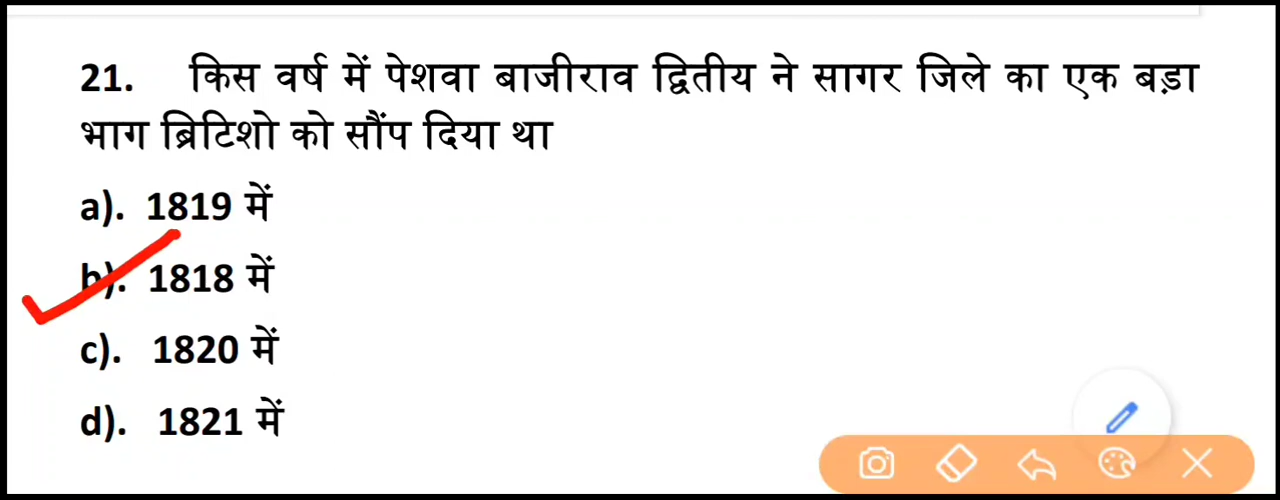 21. किस वर्ष में पेशवा बाजीराव द्वितीय ने सागर जिले का एक बड़ा
भाग ब्रिटिशो को सौंप दिया था
a). 1819 में
b). 1818 में
c). 1820 में
d). 1821 में